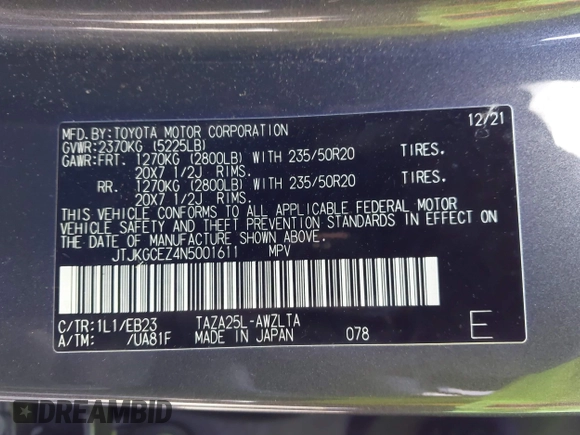 MFD.BY:TOYOTA MOTOR CORPORATION 12/21
GVWR:2370KG (5225LB)
GAWR:FRT. 1270KG (2800LB) WITH 235/50R20 TIRES.
20X7 1/2J RIMS.
RR. 1270KG (2800LB) WITH 235/50R20 TIRES.
20X7 1/2J RIMS.
THIS VEHICLE CONFORMS TO ALL APPLICABLE FEDERAL MOTOR
VEHICLE SAFETY AND THEFT PREVENTION STANDARDS IN EFFECT ON
THE DATE OF MANUFACTURE SHOWN ABOVE.
JTJKGCEZ4N5001611 MPV
C/TR:1L1/EB23 TAZA25L-AWZLTA
A/TM: /UA81F MADE IN JAPAN 078 E
DREAMBID